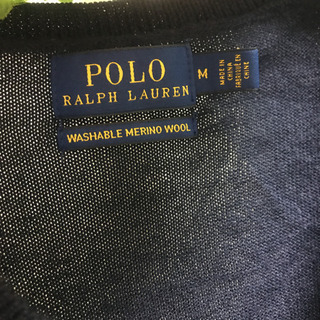 POLO
RALPH LAUREN
M
MADE IN
CHINA
FABRIQUÉ EN
CHINE
WASHABLE MERINO WOOL